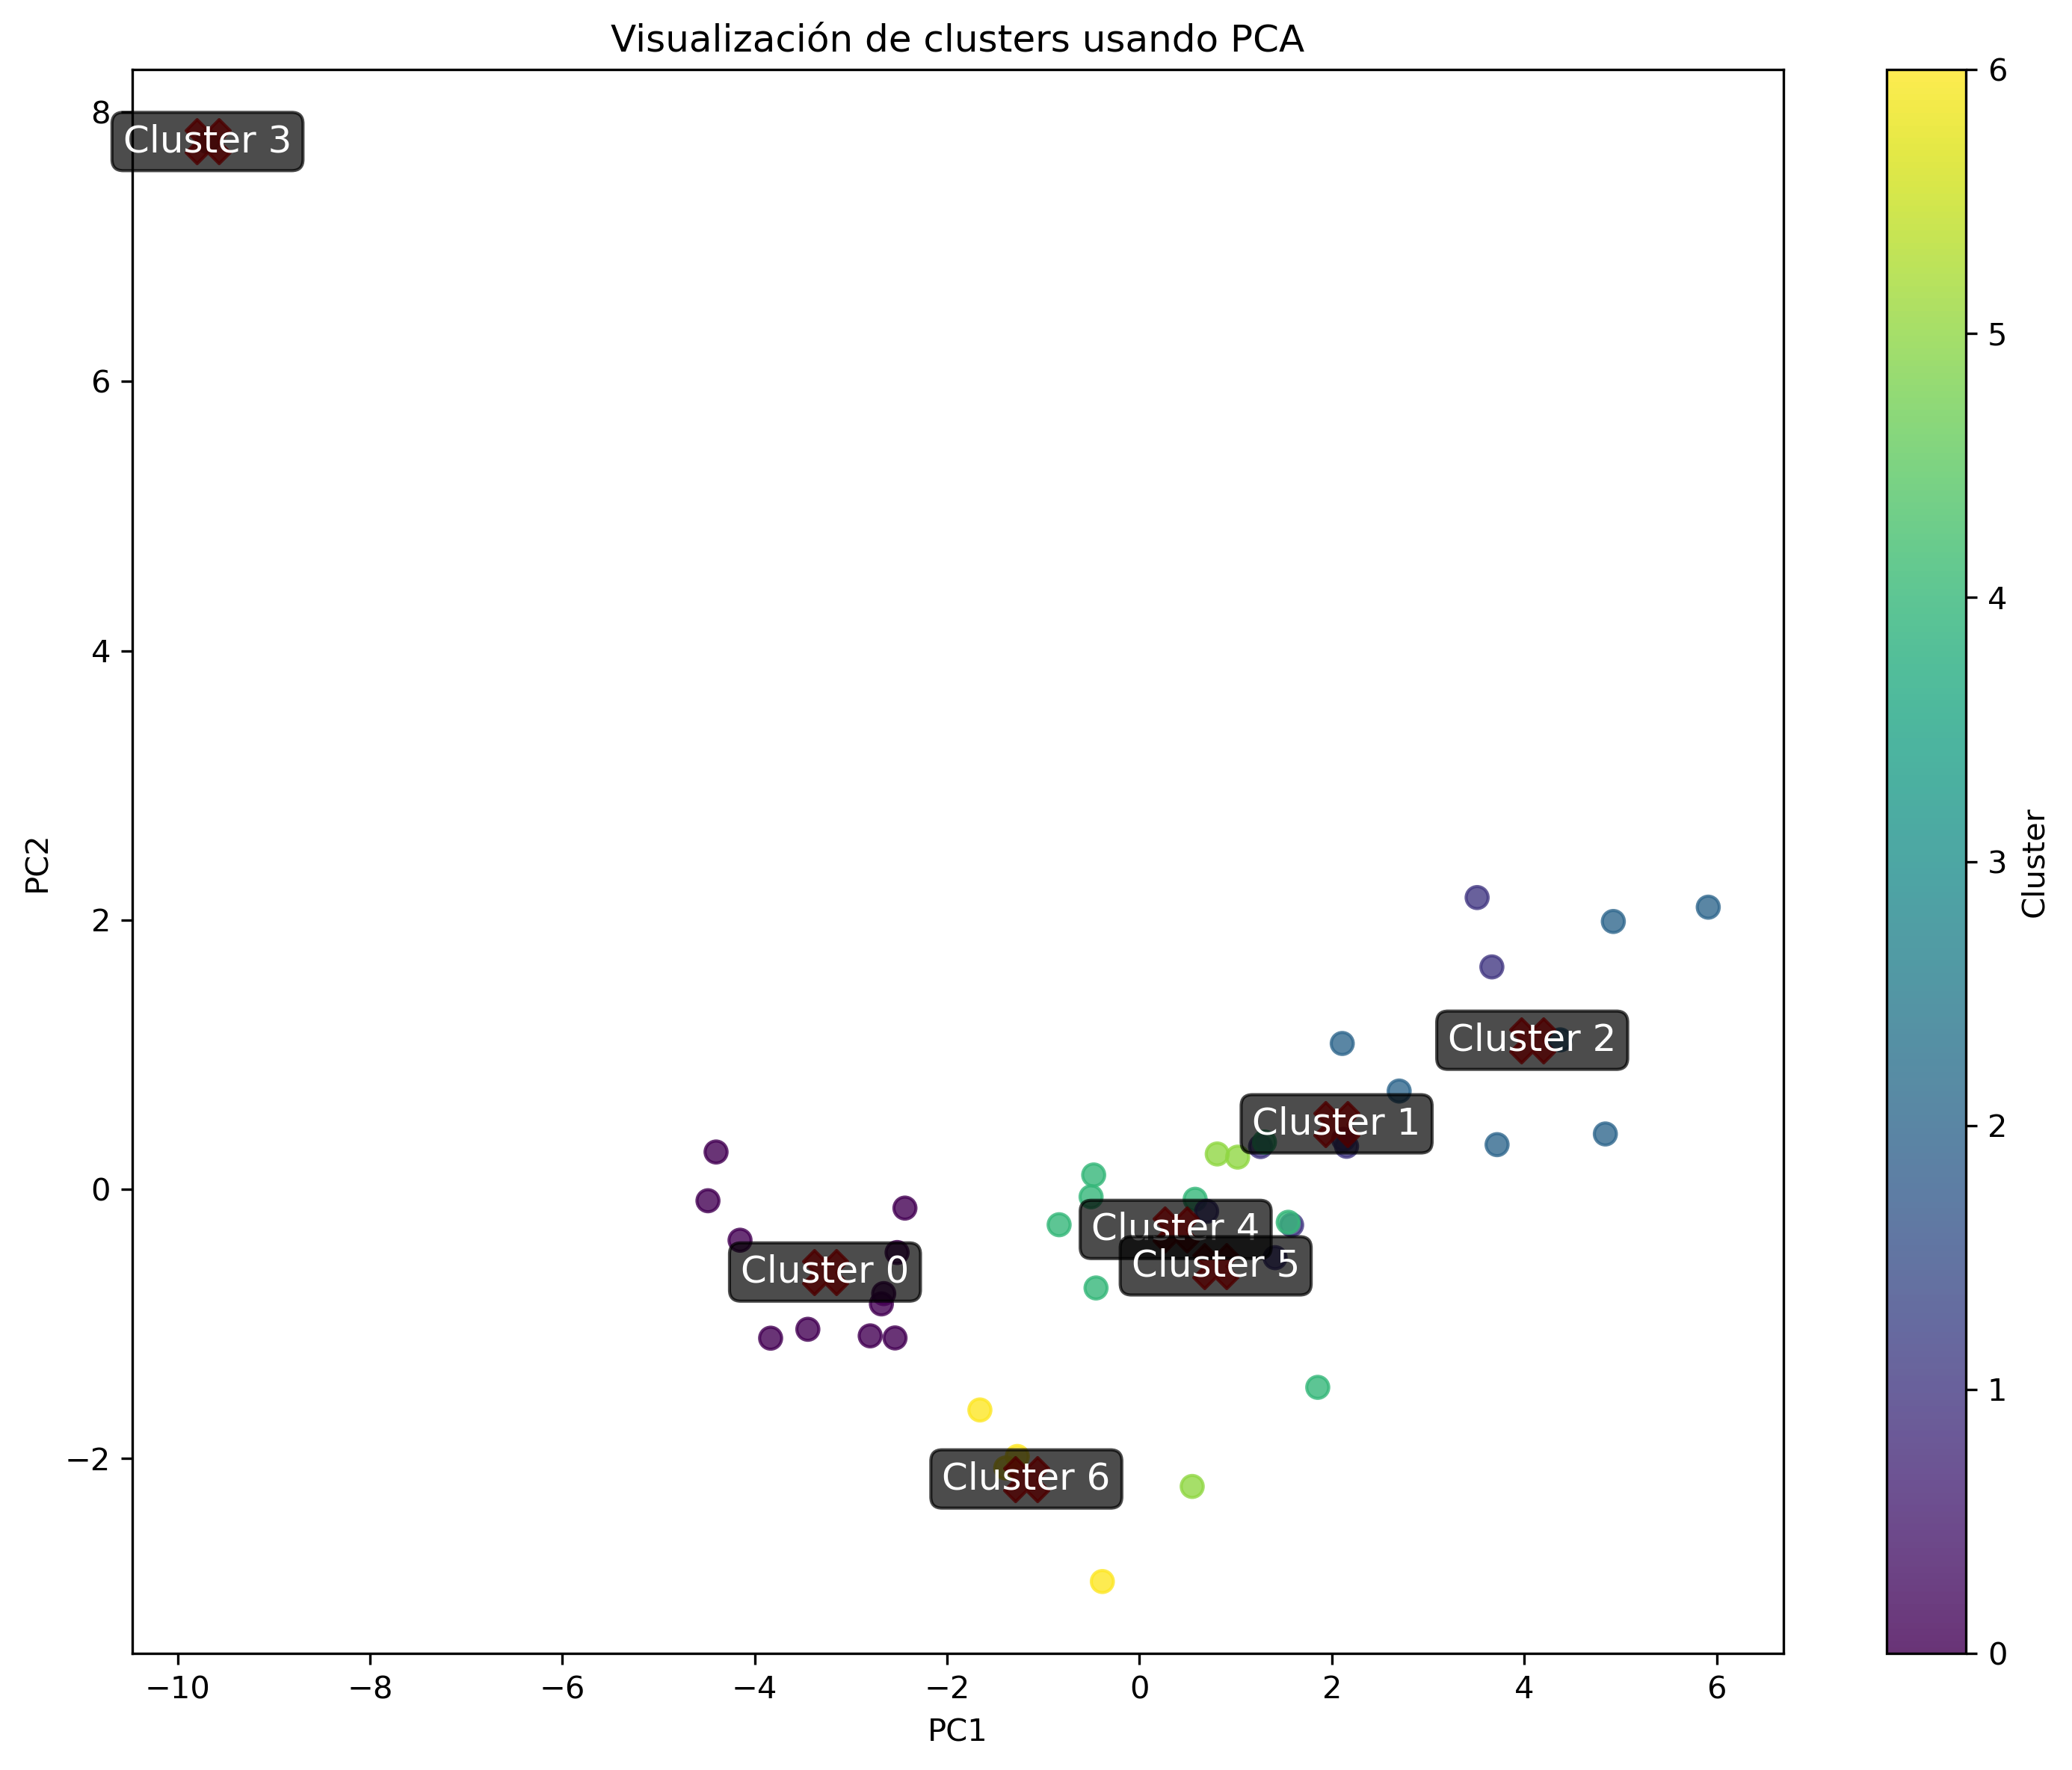 Visualización de clusters usando PCA
8
6
4
2
0
−2
PC2
Cluster 3
Cluster 2
Cluster 1
Cluster 4
Cluster 5
Cluster 0
Cluster 6
−10
−8
−6
−4
−2
0
2
4
6
PC1
6
5
4
3
2
1
0
Cluster